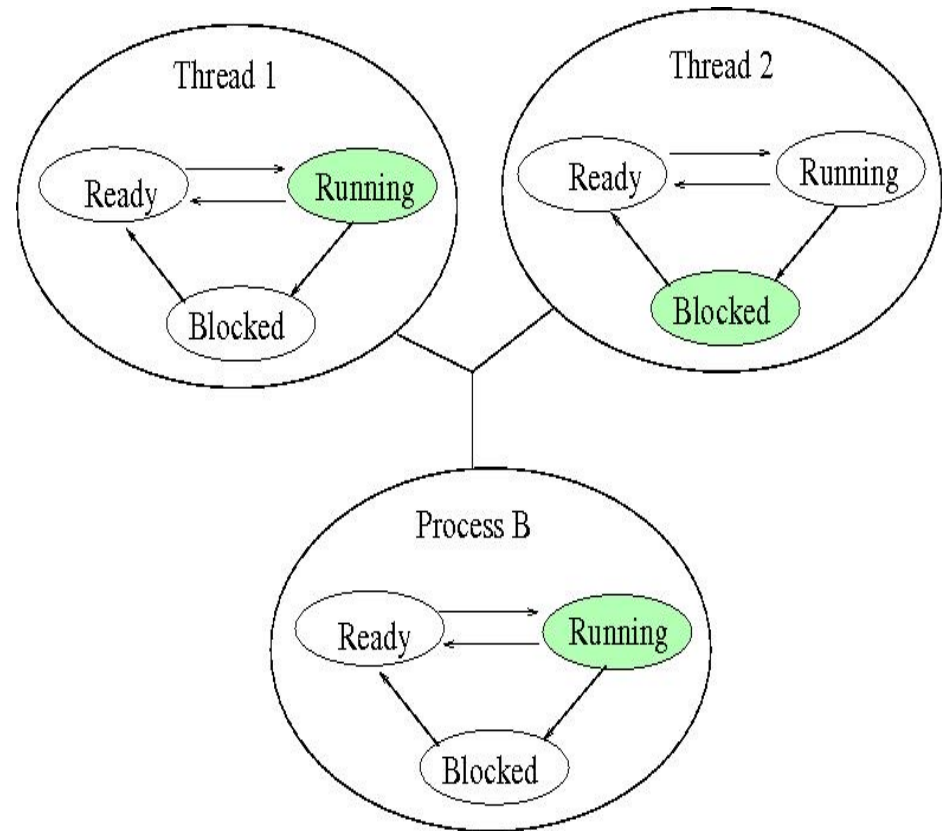 Thread 1
Ready
Running
Blocked
Thread 2
Ready
Running
Blocked
Process B
Ready
Running
Blocked